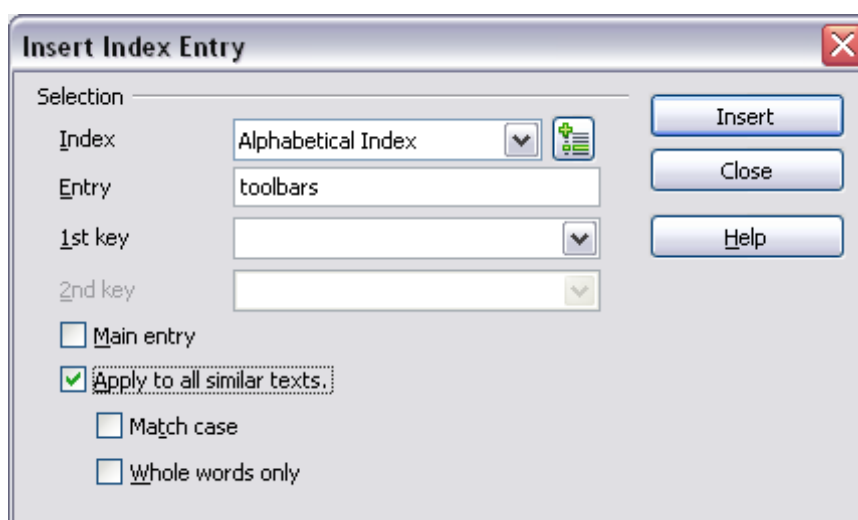 Insert Index Entry
Selection
Index Alphabetical Index
Entry toolbars
1st key
2nd key
Main entry
Apply to all similar texts.
Match case
Whole words only
Insert
Close
Help